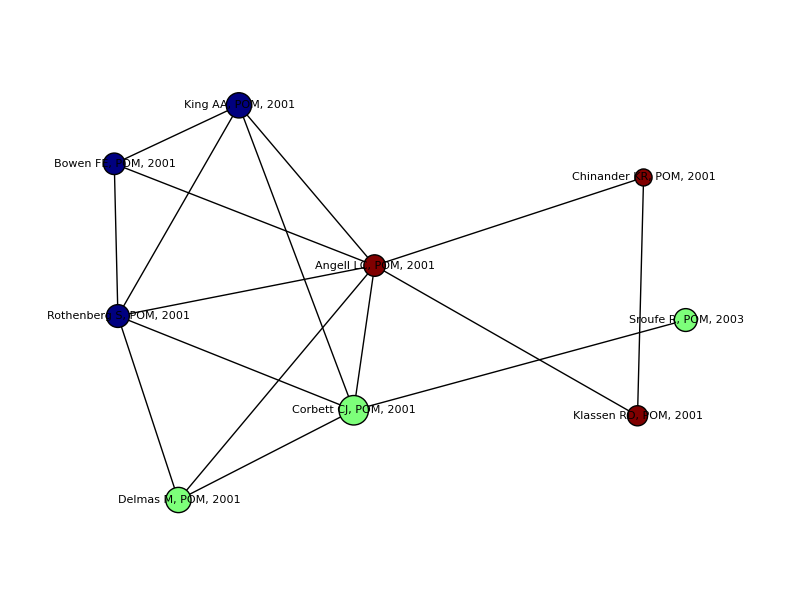 King AA, POM, 2001
Bowen POM, 2001
Chinander KR, POM, 2001
Angell LC, POM, 2001
Rothenberg POM, 2001
Sroufe R, POM, 2003
Corbett CJ, POM, 2001
Klassen RD, POM, 2001
Delmas M, POM, 2001